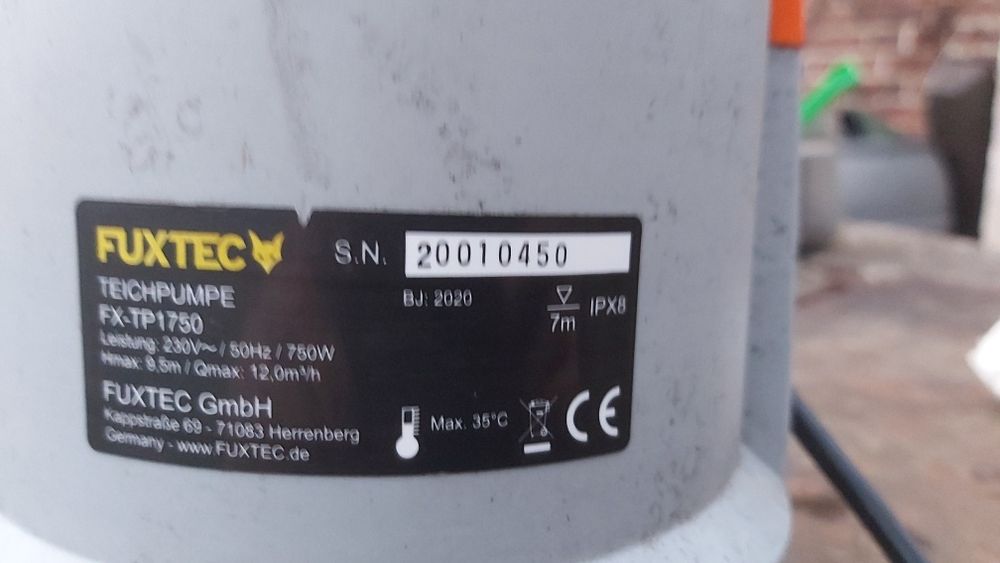 FUXTEC
S.N. 20010450
TEICHPUMPE
FX-TP1750
BJ: 2020
7m
IPX8
Leistung: 230V~ / 50Hz / 750W
Hmax: 9,5m / Qmax: 12,0m³/h
FUXTEC GmbH
Kappstraße 69 - 71083 Herrenberg
Germany - www.FUXTEC.de
Max. 35°C
CE